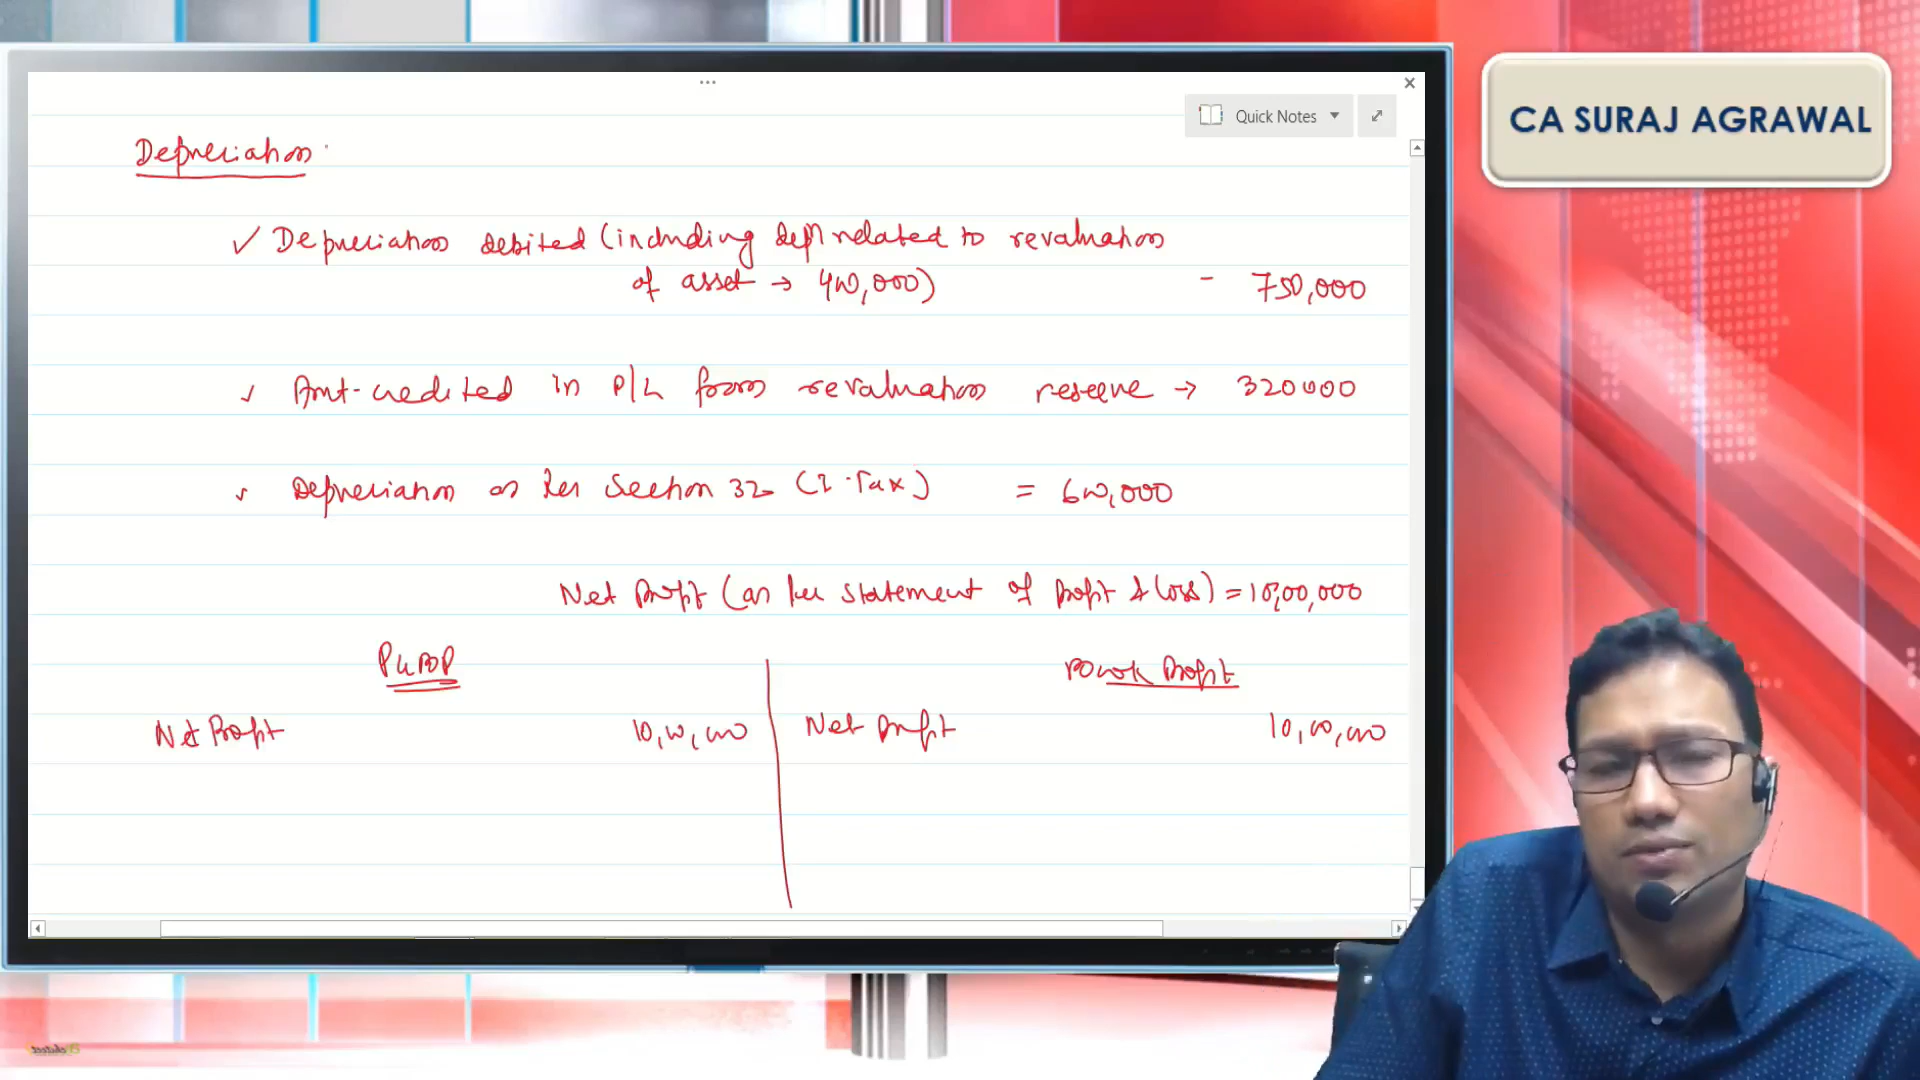 CA SURAJ AGRAWAL
Quick Notes
Depreciation
✓ Depreciation debited (including depn related to revaluation
of asset → 400,000) - 750,000
✓ Amt. credited in P/L from revaluation reserve → 320000
✓ Depreciation as per Section 32 (I.Tax) = 600,000
Net Profit (as per statement of Profit & Loss) = 10,00,000
PGBP
Book Profit
Net Profit 10,00,000
Net Profit 10,00,000